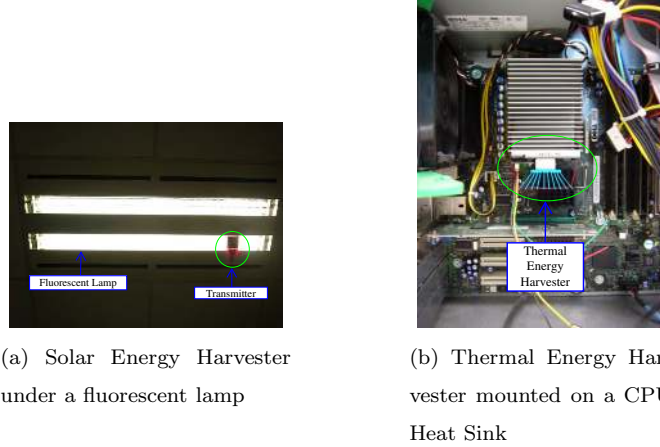 Fluorescent Lamp
Transmitter
(a) Solar Energy Harvester
under a fluorescent lamp
DELL
Thermal
Energy
Harvester
(b) Thermal Energy Har
vester mounted on a CPU
Heat Sink